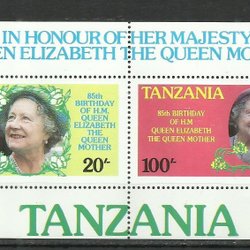 IN HONOUR OF HER MAJESTY
EEN ELIZABETH THE QUEEN MOTHER
85th
BIRTHDAY
OF H.M.
QUEEN
ELIZABETH
THE
QUEEN
MOTHER
20/-
TANZANIA
85th BIRTHDAY
OF H.M
QUEEN ELIZABETH
THE QUEEN MOTHER
100/-
TANZANIA